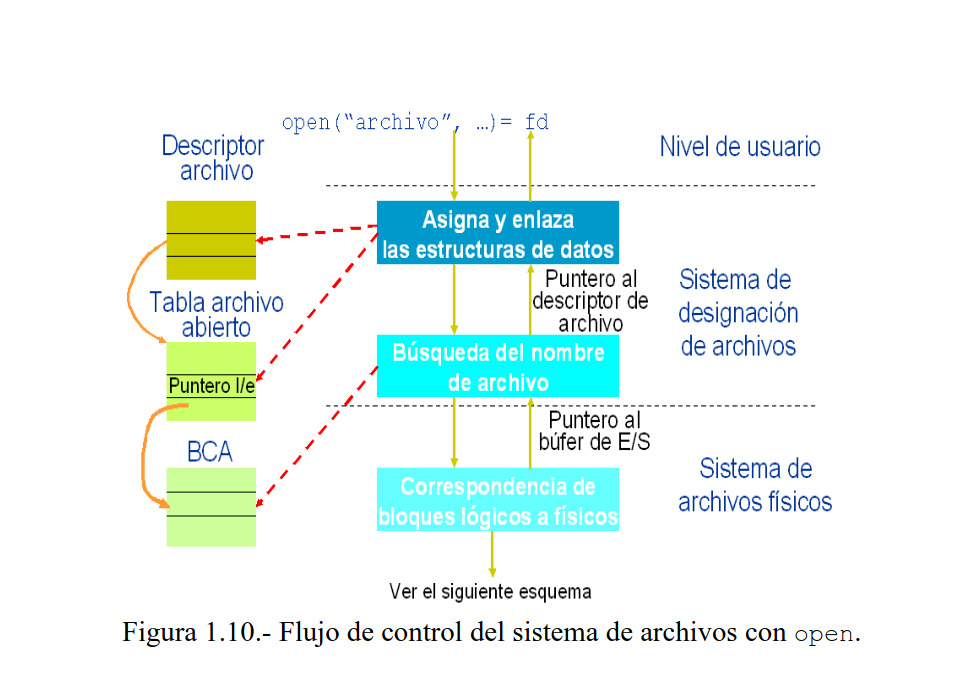 open("archivo", …)= fd
Descriptor
archivo
Nivel de usuario
Asigna y enlaza
las estructuras de datos
Puntero al
descriptor de
archivo
Sistema de
designación
de archivos
Tabla archivo
abierto
Puntero l/e
Búsqueda del nombre
de archivo
Puntero al
búfer de E/S
BCA
Correspondencia de
bloques lógicos a físicos
Sistema de
archivos físicos
Ver el siguiente esquema
Figura 1.10.- Flujo de control del sistema de archivos con open.